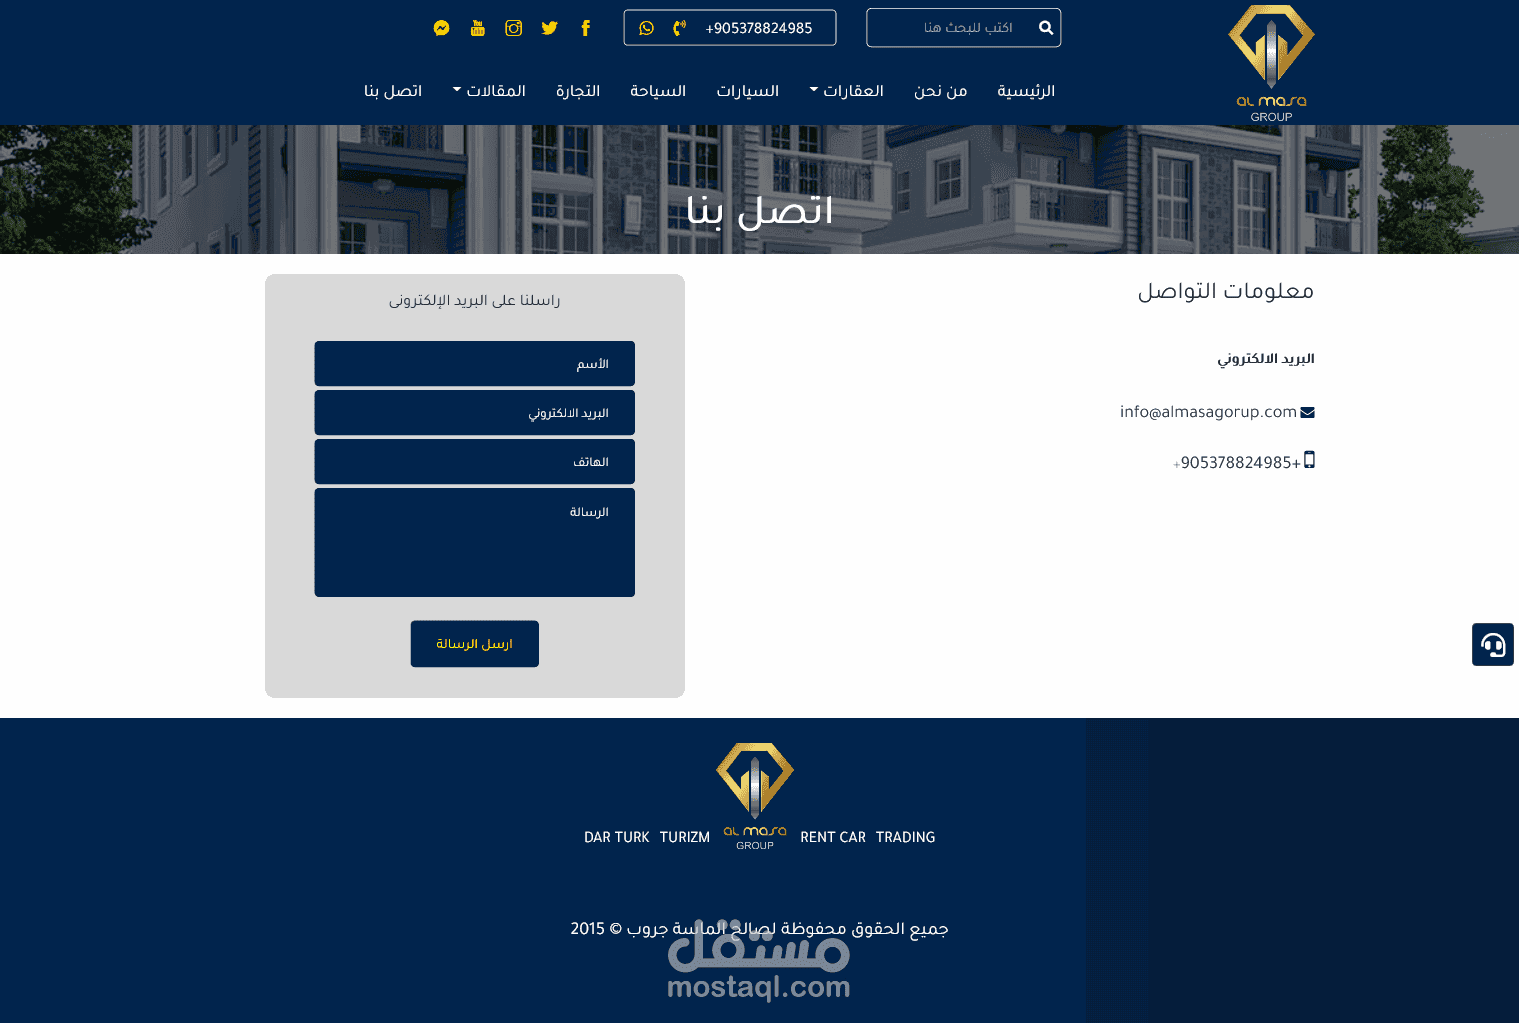 AL MASA
GROUP
اكتب للبحث هنا
+905378824985
الرئيسية
من نحن
العقارات
السيارات
السياحة
التجارة
المقالات
اتصل بنا
اتصل بنا
معلومات التواصل
البريد الالكتروني
info@almasagorup.com
+905378824985+
راسلنا على البريد الإلكترونى
الأسم
البريد الالكتروني
الهاتف
الرسالة
ارسل الرسالة
DAR TURK TURIZM
AL MASA
GROUP
RENT CAR TRADING
جميع الحقوق محفوظة لصالح الماسة جروب © 2015
مستقل
mostaql.com